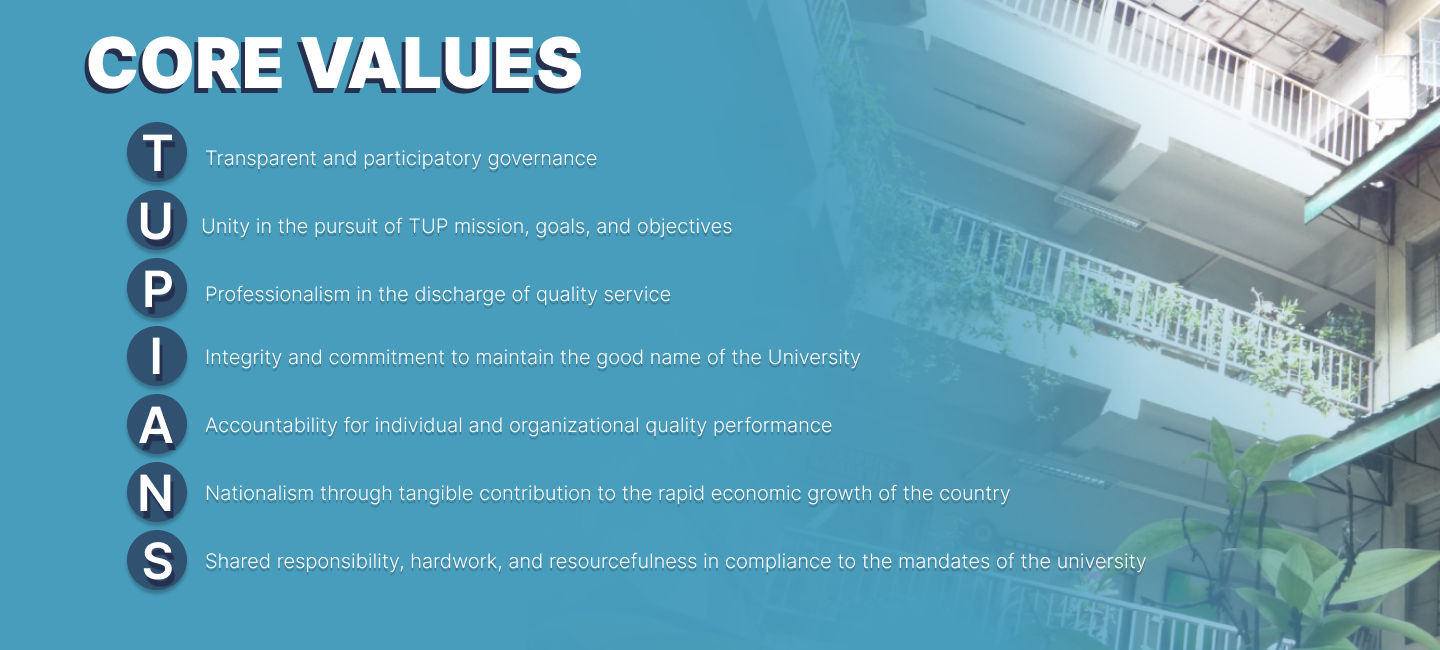 CORE VALUES
T Transparent and participatory governance
U Unity in the pursuit of TUP mission, goals, and objectives
P Professionalism in the discharge of quality service
I Integrity and commitment to maintain the good name of the University
A Accountability for individual and organizational quality performance
N Nationalism through tangible contribution to the rapid economic growth of the country
S Shared responsibility, hardwork, and resourcefulness in compliance to the mandates of the university